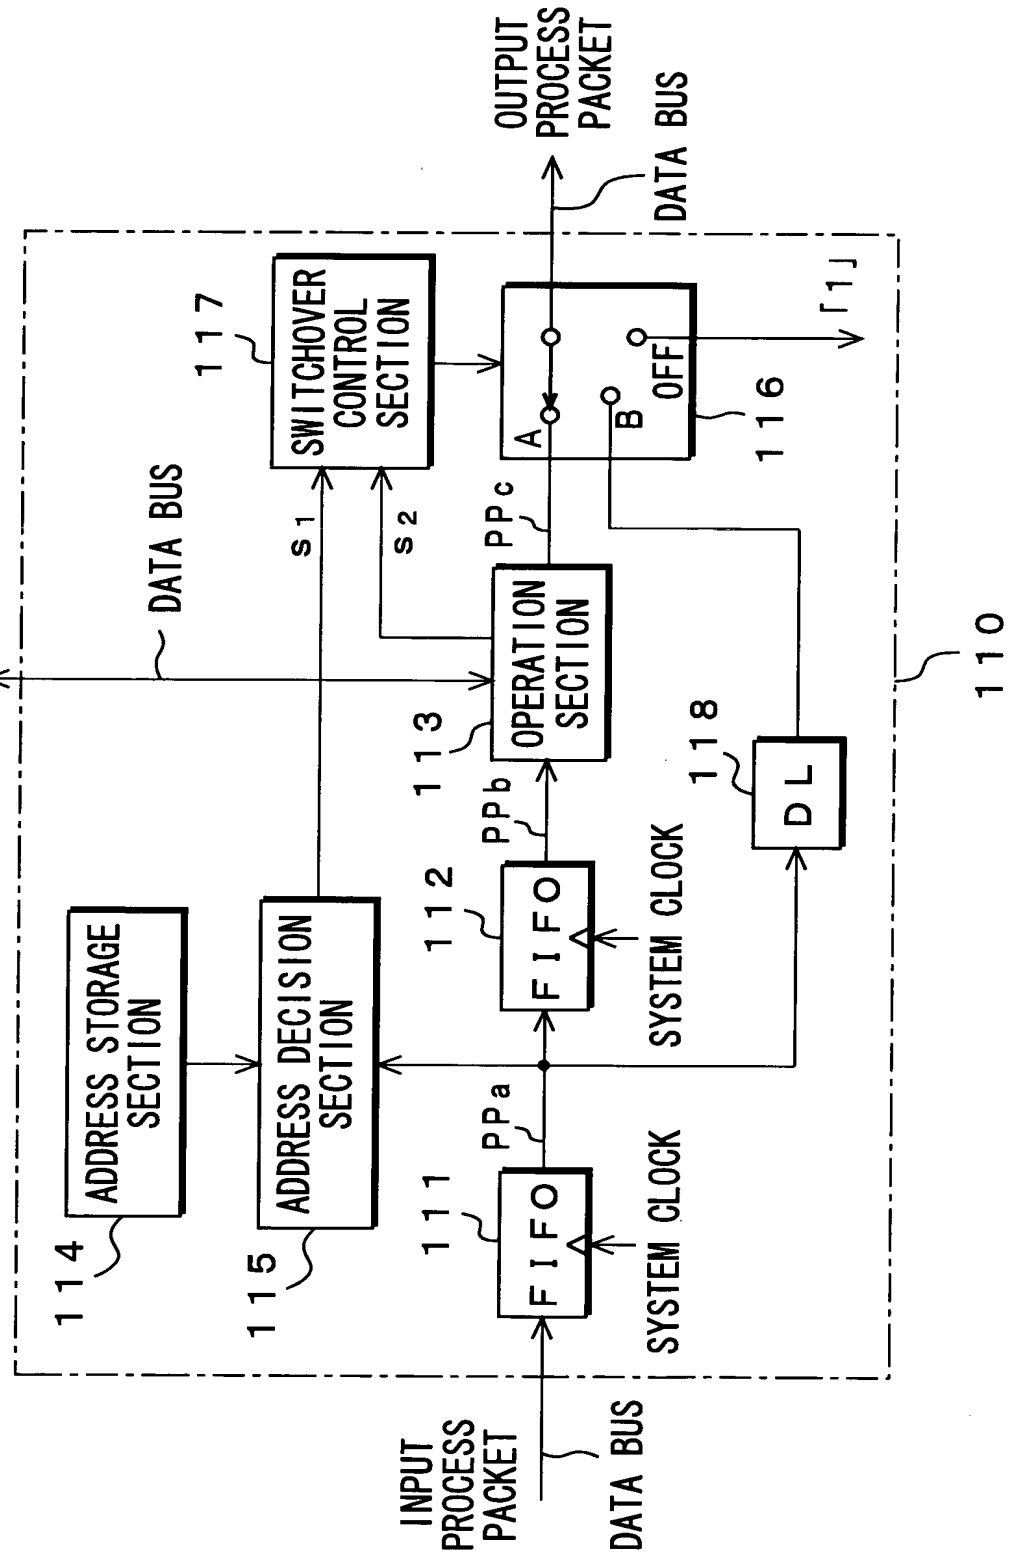 INPUT
PROCESS
PACKET
DATA BUS
114
ADDRESS STORAGE
SECTION
115
ADDRESS DECISION
SECTION
111
FIFO
SYSTEM CLOCK
PPa
112
FIFO
SYSTEM CLOCK
PPb
113
OPERATION
SECTION
DATA BUS
118
DL
S1
S2
PPc
117
SWITCHOVER
CONTROL
SECTION
A
B
OFF
116
「1」
OUTPUT
PROCESS
PACKET
DATA BUS
110